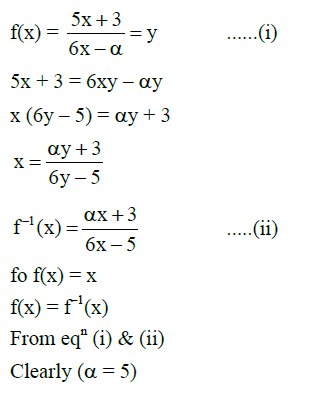 f(x) = (5x + 3)/(6x – α) = y ......(i)
5x + 3 = 6xy – αy
x (6y – 5) = αy + 3
x = (αy + 3)/(6y – 5)
f⁻¹(x) = (αx + 3)/(6x – 5) .....(ii)
fo f(x) = x
f(x) = f⁻¹(x)
From eqⁿ (i) & (ii)
Clearly (α = 5)